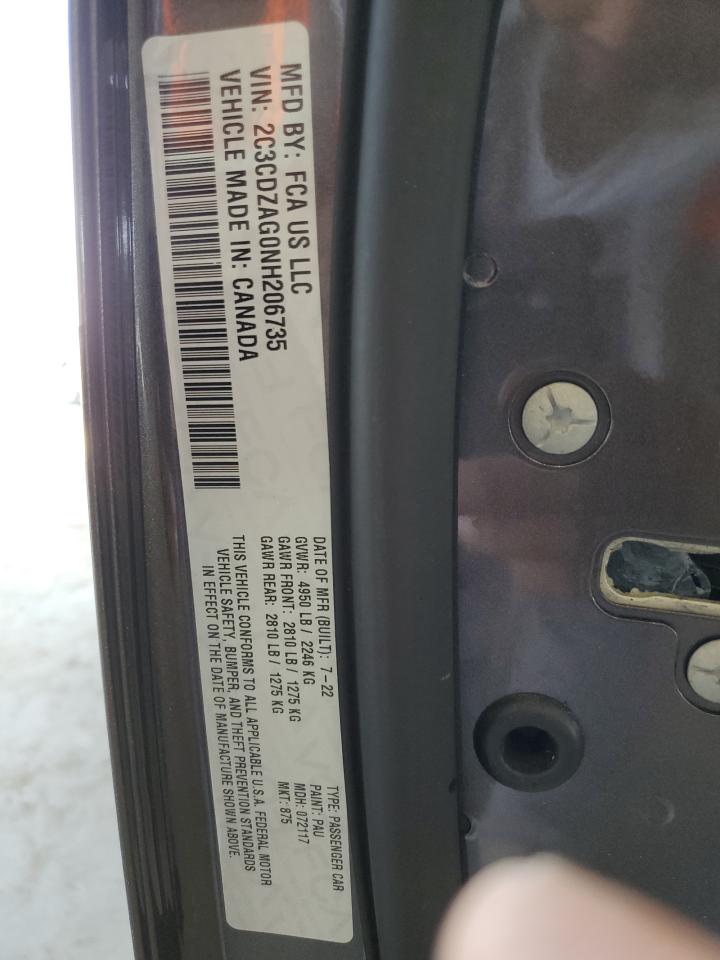 MFD BY: FCA US LLC
VIN: 2C3CDZAG0NH206735
VEHICLE MADE IN: CANADA
DATE OF MFR (BUILT): 7-22
GVWR: 4950 LB / 2246 KG
GAWR FRONT: 2810 LB / 1275 KG
GAWR REAR: 2810 LB / 1275 KG
THIS VEHICLE CONFORMS TO ALL APPLICABLE U.S.A. FEDERAL MOTOR
VEHICLE SAFETY, BUMPER, AND THEFT PREVENTION STANDARDS
IN EFFECT ON THE DATE OF MANUFACTURE SHOWN ABOVE.
TYPE: PASSENGER CAR
PAINT: PAU
MDH: 072117
MKT: 875